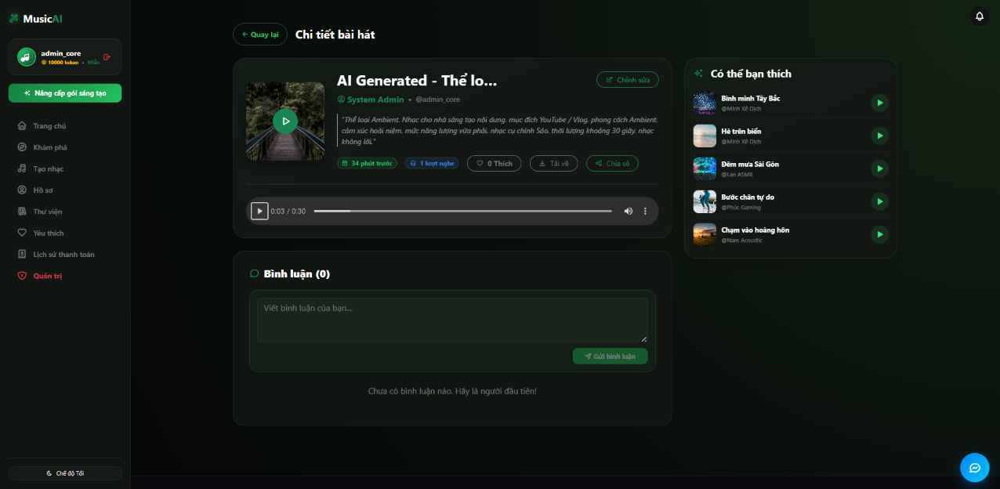 MusicAI
admin_core
10000 token • Miễn
Nâng cấp gói sáng tạo
Trang chủ
Khám phá
Tạo nhạc
Hồ sơ
Thư viện
Yêu thích
Lịch sử thanh toán
Quản trị
Chế độ Tối
← Quay lại
Chi tiết bài hát
AI Generated - Thể lo...
Chỉnh sửa
System Admin • @admin_core
"Thể loại Ambient. Nhạc cho nhà sáng tạo nội dung. mục đích YouTube / Vlog. phong cách Ambient.
cảm xúc hoài niệm. mức năng lượng vừa phải. nhạc cụ chính Sáo. thời lượng khoảng 30 giây. nhạc
không lời."
34 phút trước
1 lượt nghe
0 Thích
Tải về
Chia sẻ
0:03 / 0:30
Bình luận (0)
Viết bình luận của bạn...
Gửi bình luận
Chưa có bình luận nào. Hãy là người đầu tiên!
Có thể bạn thích
Bình minh Tây Bắc
@Minh Xê Dịch
Hè trên biển
@Minh Xê Dịch
Đêm mưa Sài Gòn
@Lan ASMR
Bước chân tự do
@Phúc Gaming
Chạm vào hoàng hôn
@Nam Acoustic